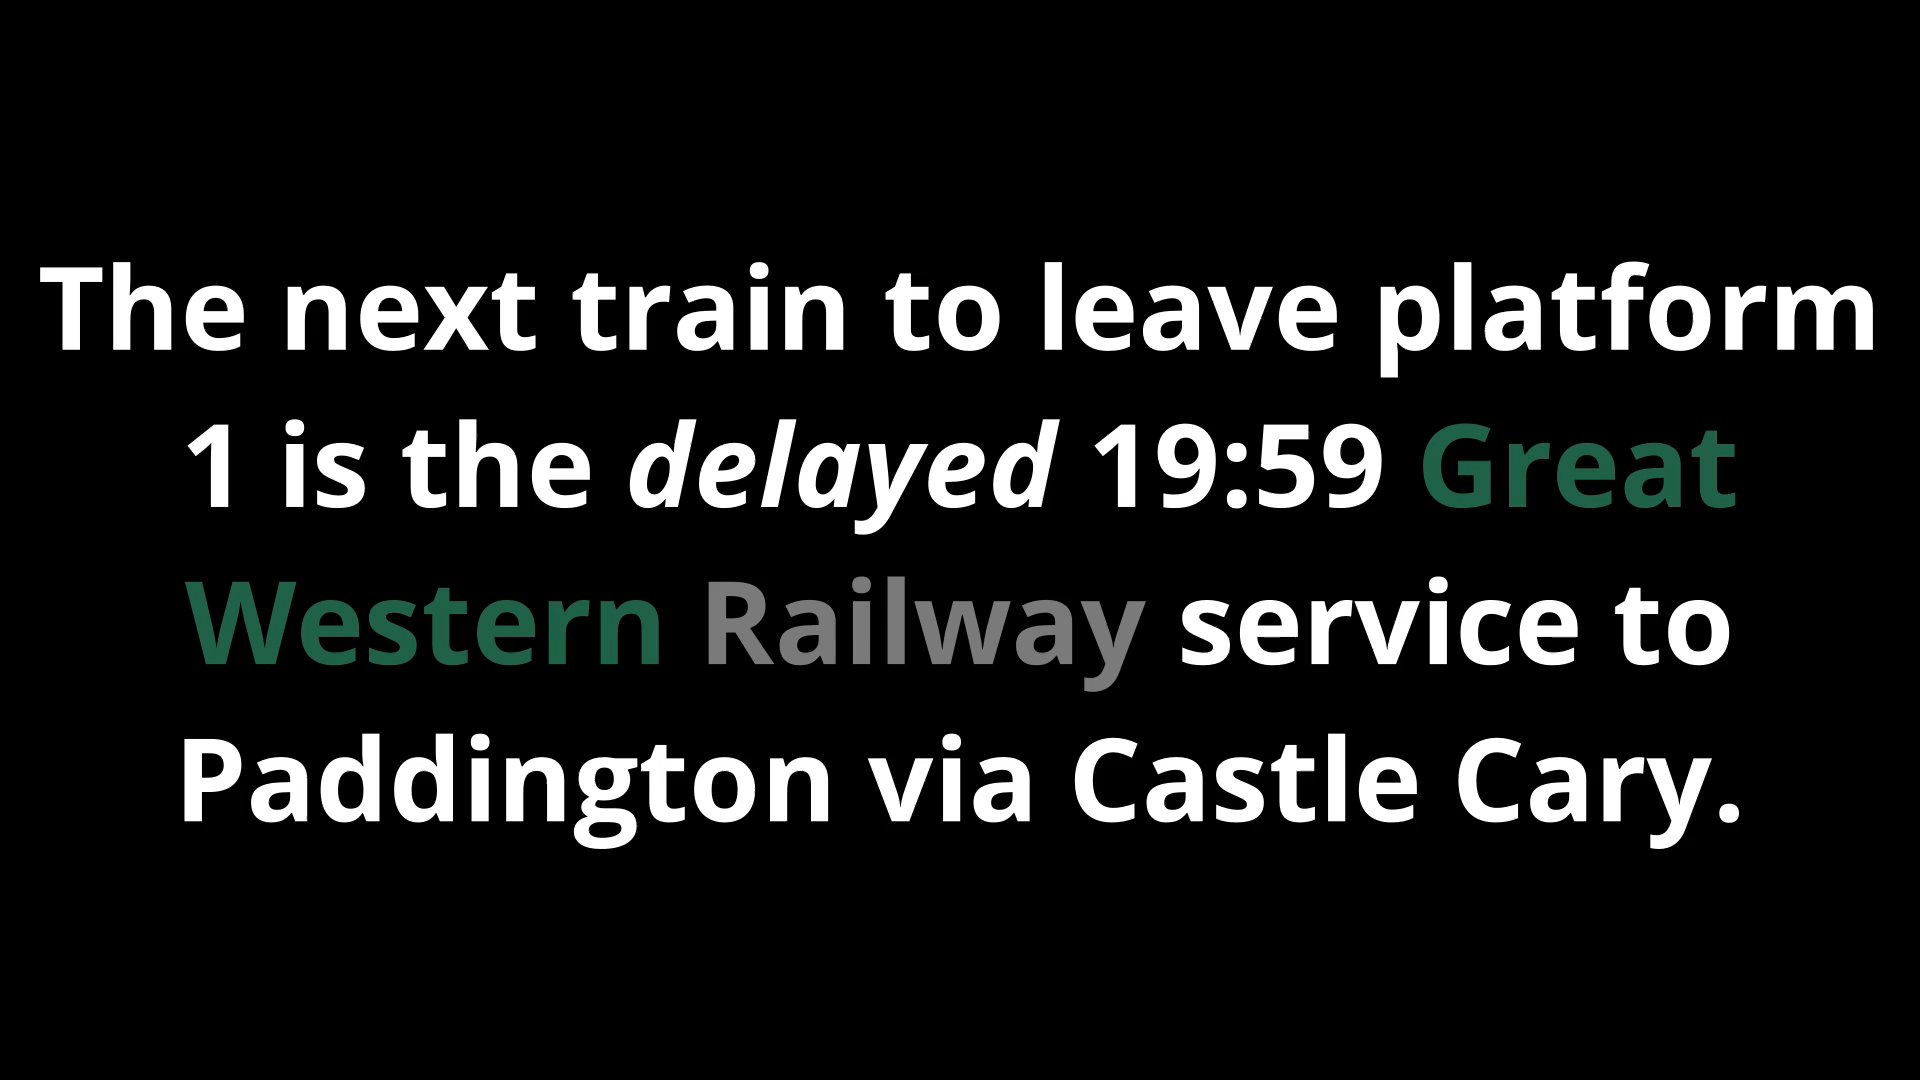 The next train to leave platform
1 is the delayed 19:59 Great
Western Railway service to
Paddington via Castle Cary.